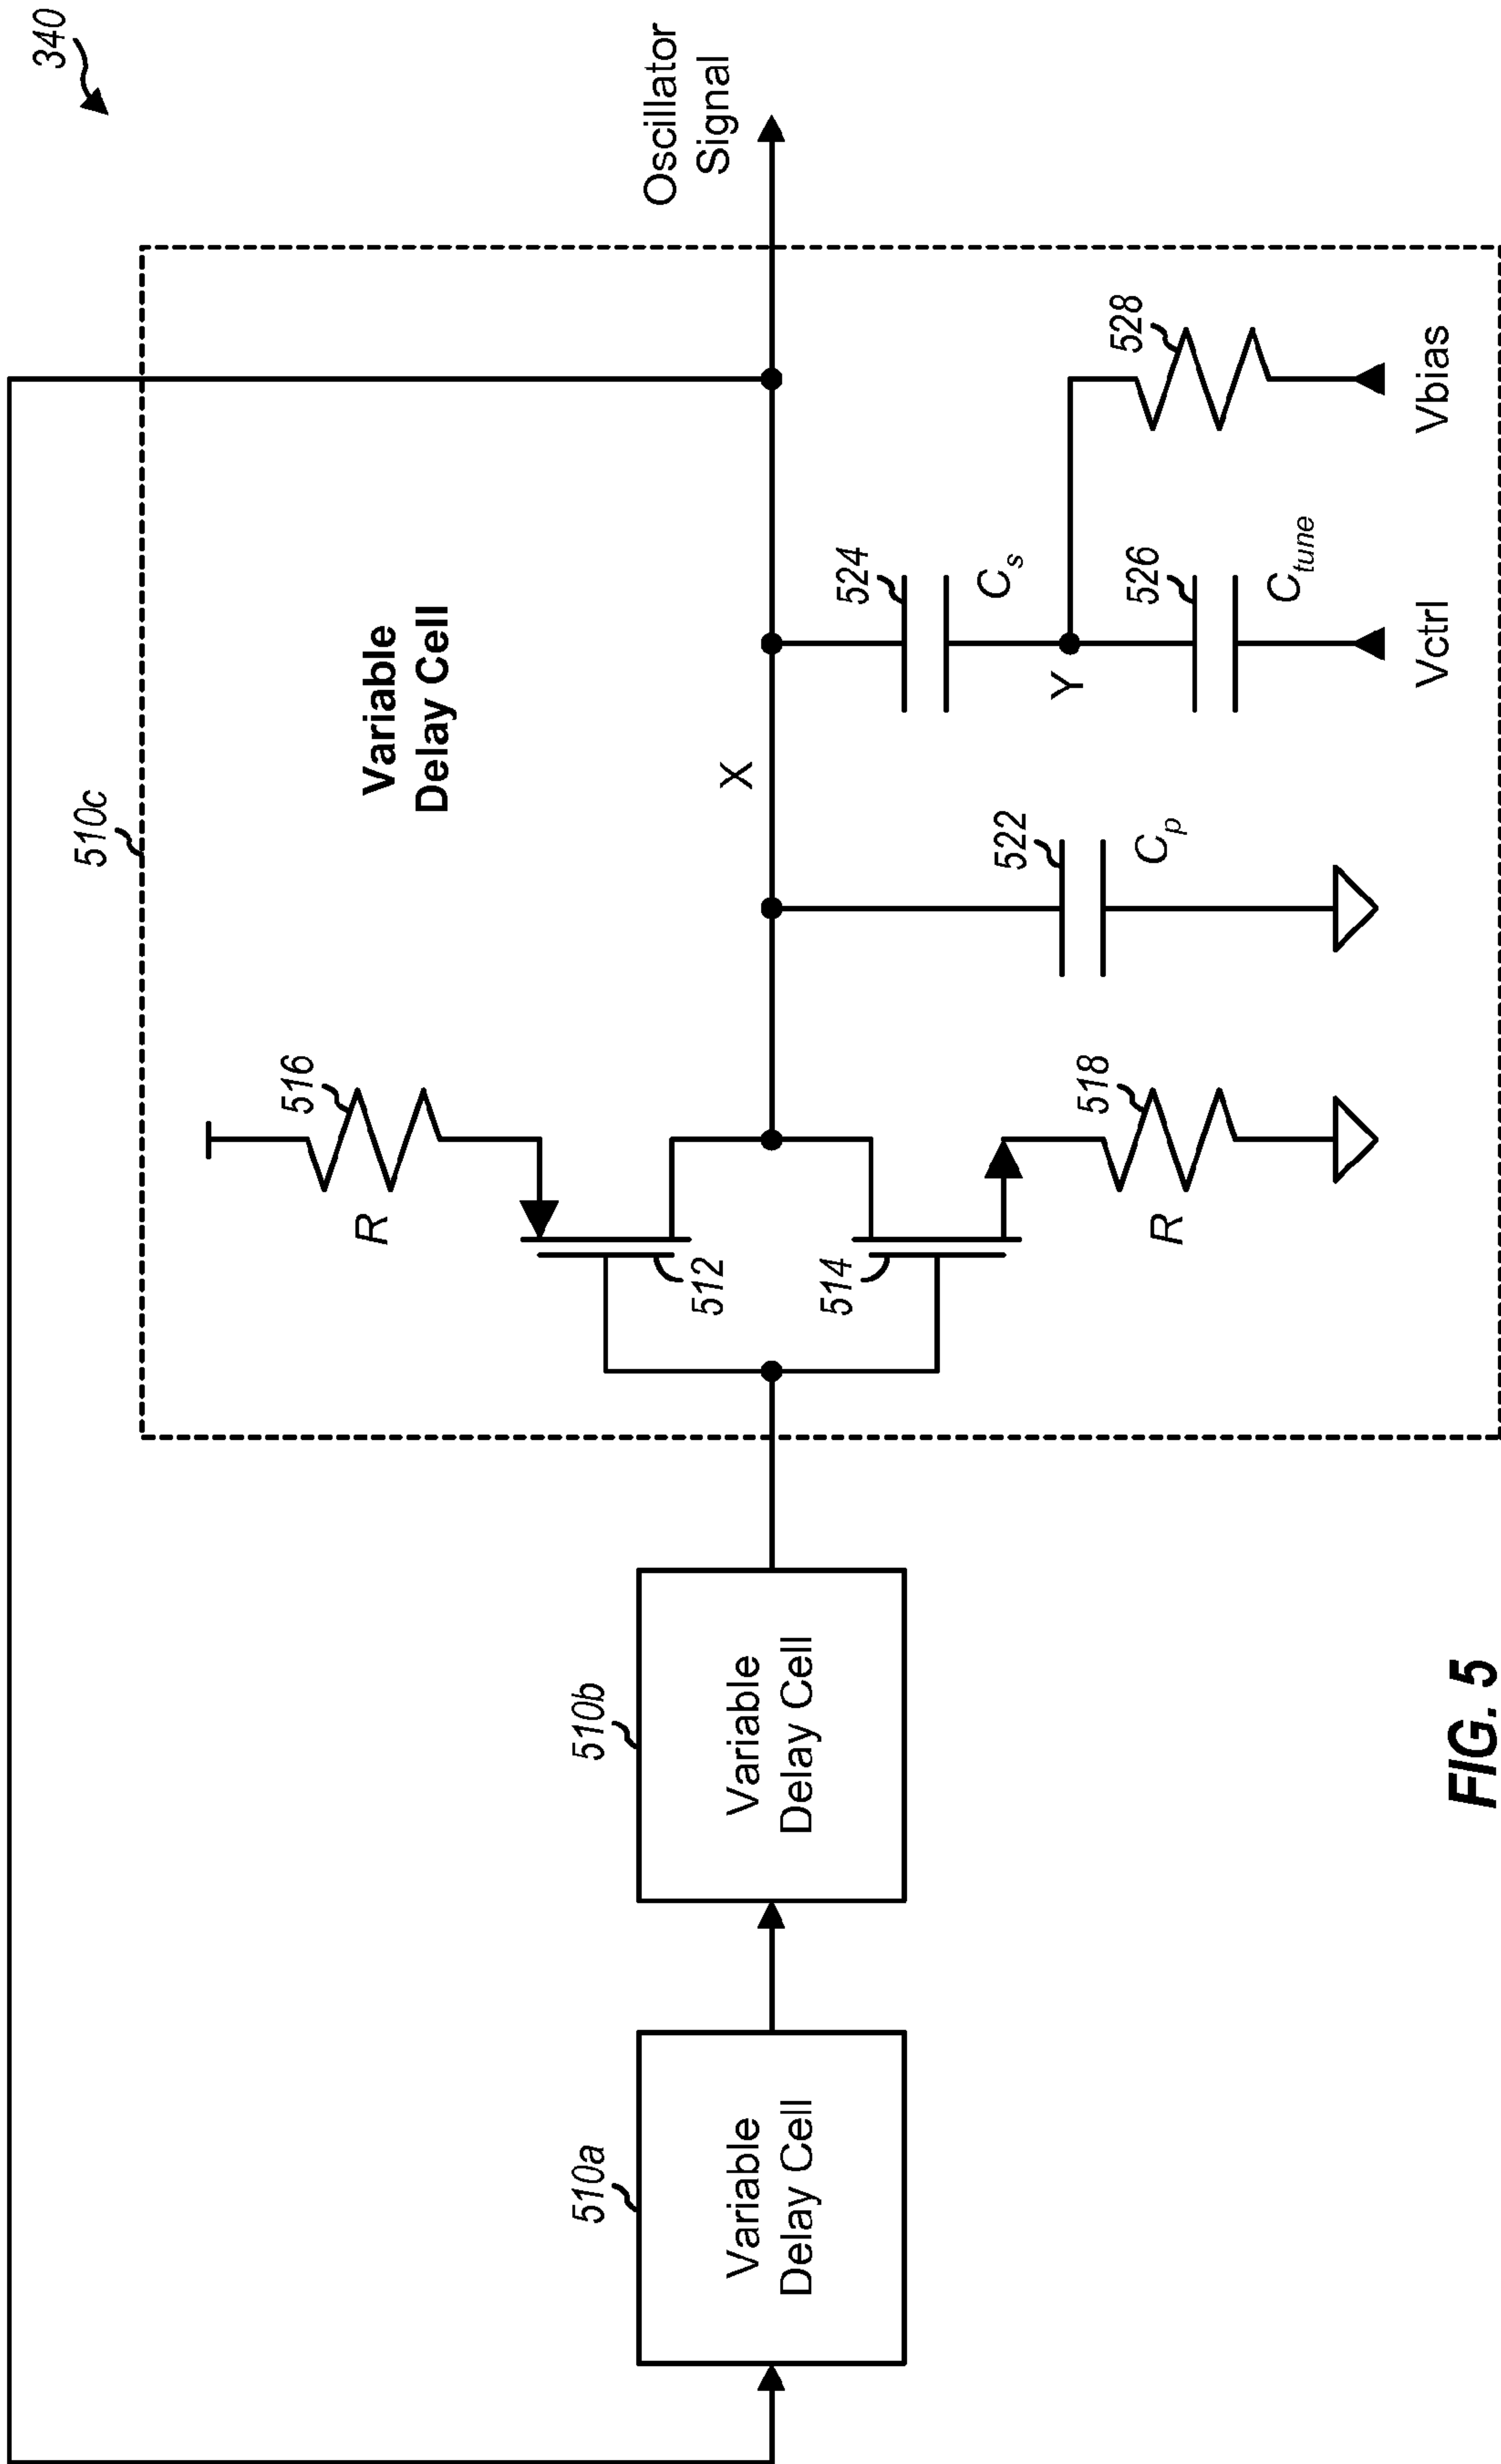 340
510c
Variable
Delay Cell
516
R
512
514
518
R
X
522
Cp
524
Cs
Y
526
Ctune
528
Vctrl
Vbias
Oscillator
Signal
510a
Variable
Delay Cell
510b
Variable
Delay Cell
FIG. 5